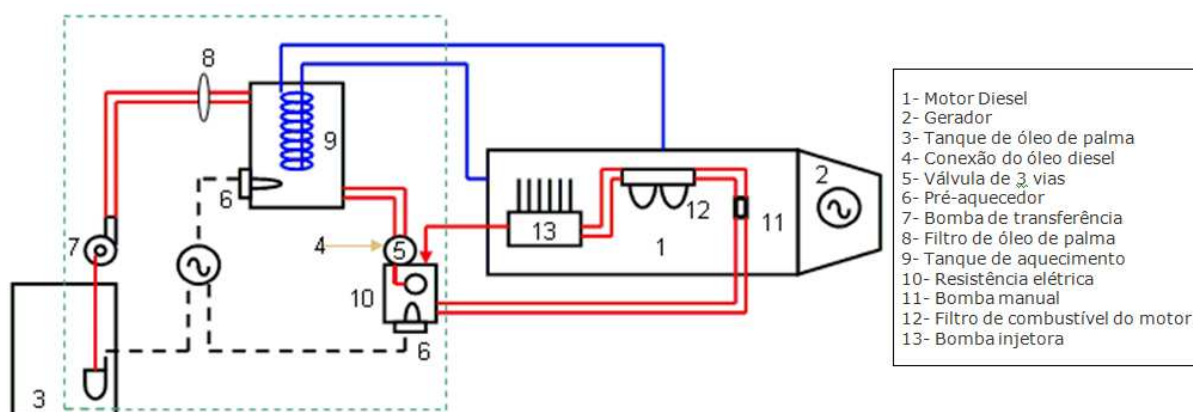 8
9
6
7
4
5
10
6
3
13
12
11
1
2
1- Motor Diesel
2- Gerador
3- Tanque de óleo de palma
4- Conexão do óleo diesel
5- Válvula de 3 vias
6- Pré-aquecedor
7- Bomba de transferência
8- Filtro de óleo de palma
9- Tanque de aquecimento
10- Resistência elétrica
11- Bomba manual
12- Filtro de combustível do motor
13- Bomba injetora